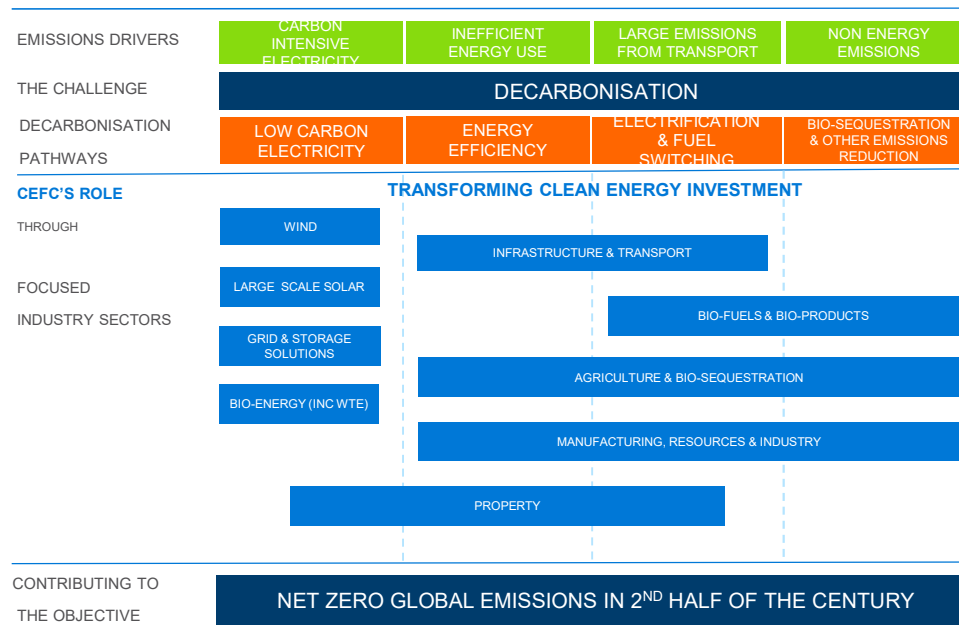 EMISSIONS DRIVERS
CARBON
INTENSIVE
ELECTRICITY
INEFFICIENT
ENERGY USE
LARGE EMISSIONS
FROM TRANSPORT
NON ENERGY
EMISSIONS
THE CHALLENGE
DECARBONISATION
DECARBONISATION
PATHWAYS
LOW CARBON
ELECTRICITY
ENERGY
EFFICIENCY
ELECTRIFICATION
& FUEL
SWITCHING
BIO-SEQUESTRATION
& OTHER EMISSIONS
REDUCTION
CEFC'S ROLE
TRANSFORMING CLEAN ENERGY INVESTMENT
THROUGH
FOCUSED
INDUSTRY SECTORS
WIND
INFRASTRUCTURE & TRANSPORT
LARGE SCALE SOLAR
BIO-FUELS & BIO-PRODUCTS
GRID & STORAGE
SOLUTIONS
AGRICULTURE & BIO-SEQUESTRATION
BIO-ENERGY (INC WTE)
MANUFACTURING, RESOURCES & INDUSTRY
PROPERTY
CONTRIBUTING TO
THE OBJECTIVE
NET ZERO GLOBAL EMISSIONS IN 2ND HALF OF THE CENTURY